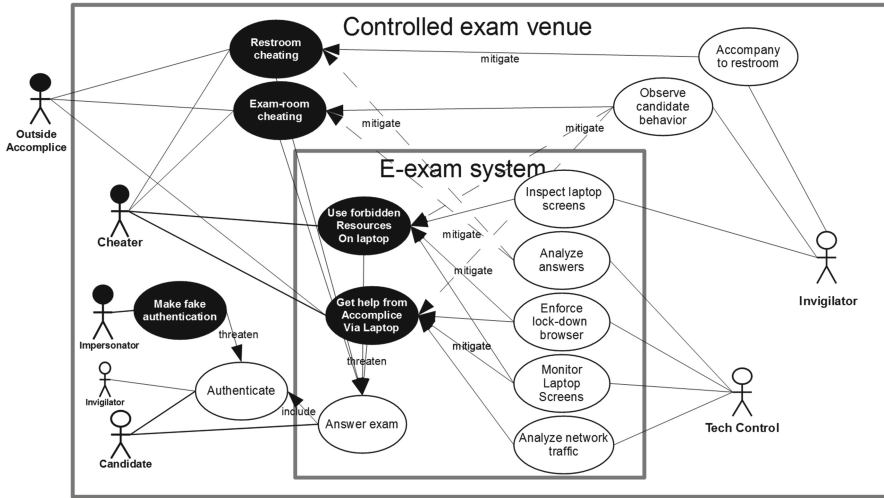 Controlled exam venue
Restroom
cheating
Accompany
to restroom
mitigate
Outside
Accomplice
Exam-room
cheating
Observe
candidate
behavior
mitigate
mitigate
E-exam system
Cheater
Use forbidden
Resources
On laptop
Inspect laptop
screens
mitigate
Analyze
answers
mitigate
Invigilator
Make fake
authentication
Impersonator
Get help from
Accomplice
Via Laptop
Enforce
lock-down
browser
threaten
mitigate
threaten
Invigilator
Authenticate
Monitor
Laptop
Screens
Tech Control
include
Answer exam
Candidate
Analyze network
traffic